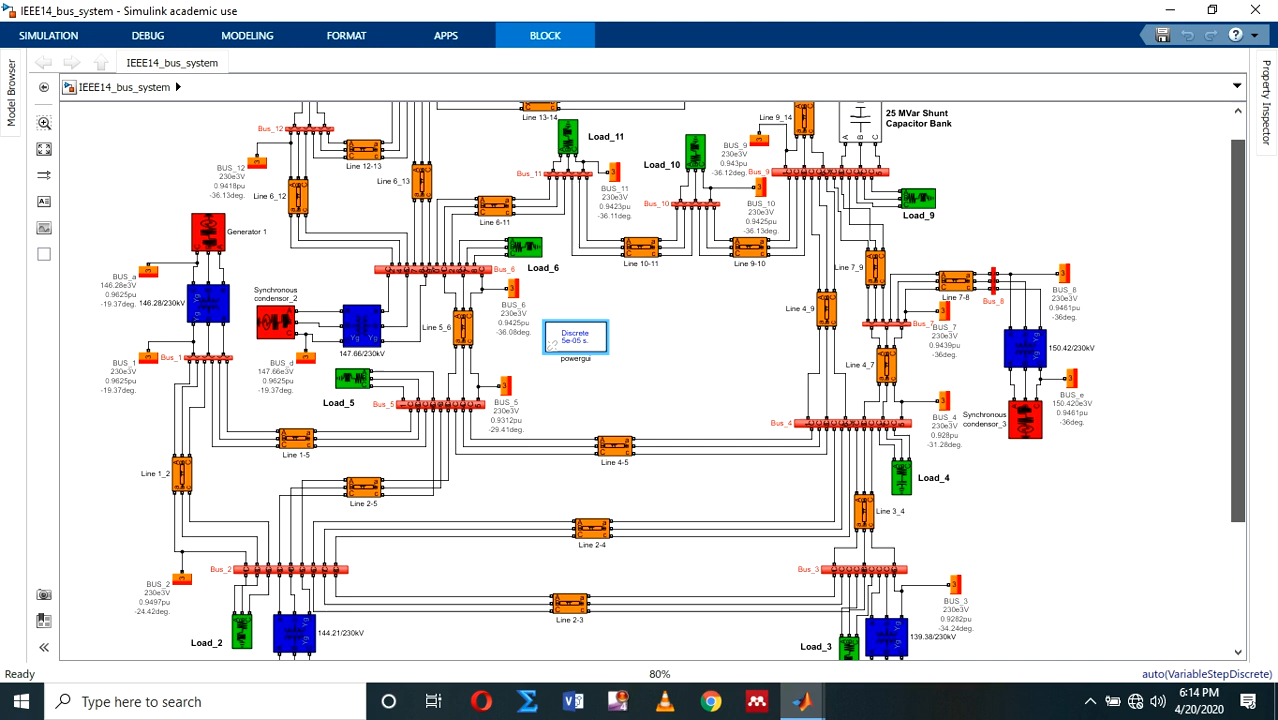 IEEE14_bus_system - Simulink academic use
SIMULATION
DEBUG
MODELING
FORMAT
APPS
BLOCK
IEEE14_bus_system
Model Browser
Property Inspector
IEEE14_bus_system
Line 13-14
Bus_12
Line 12-13
BUS_12
230e3V
0.9418pu
-36.13deg.
Line 6_12
Line 6_13
Load_11
Bus_11
BUS_11
230e3V
0.9423pu
-36.11deg.
Line 6-11
Load_10
Bus_10
BUS_10
230e3V
0.9425pu
-36.13deg.
BUS_9
230e3V
0.943pu
-36.12deg.
Bus_9
Line 9_14
25 MVar Shunt
Capacitor Bank
A B C
Load_9
Line 10-11
Line 9-10
Generator 1
BUS_a
146.28e3V
0.9625pu
-19.37deg.
146.28/230kV
Synchronous
condensor_2
147.66/230kV
BUS_d
147.66e3V
0.9625pu
-19.37deg.
Bus_6
Load_6
BUS_6
230e3V
0.9425pu
-36.08deg.
Line 5_6
Discrete
5e-05 s.
powergui
Line 4_9
Line 7_9
Line 7-8
Bus_8
BUS_8
230e3V
0.9461pu
-36deg.
Bus_7
BUS_7
230e3V
0.9439pu
-36deg.
150.42/230kV
Line 4_7
BUS_e
150.420e3V
0.9461pu
-36deg.
Synchronous
condensor_3
BUS_1
230e3V
0.9625pu
-19.37deg.
Bus_1
Load_5
Bus_5
BUS_5
230e3V
0.9312pu
-29.41deg.
Bus_4
BUS_4
230e3V
0.928pu
-31.28deg.
Load_4
Line 1-5
Line 4-5
Line 1_2
Line 2-5
Line 3_4
Line 2-4
Bus_2
BUS_2
230e3V
0.9497pu
-24.42deg.
Load_2
144.21/230kV
Line 2-3
Bus_3
BUS_3
230e3V
0.9282pu
-34.24deg.
Load_3
139.38/230kV
Ready
80%
auto(VariableStepDiscrete)
Type here to search
6:14 PM
4/20/2020